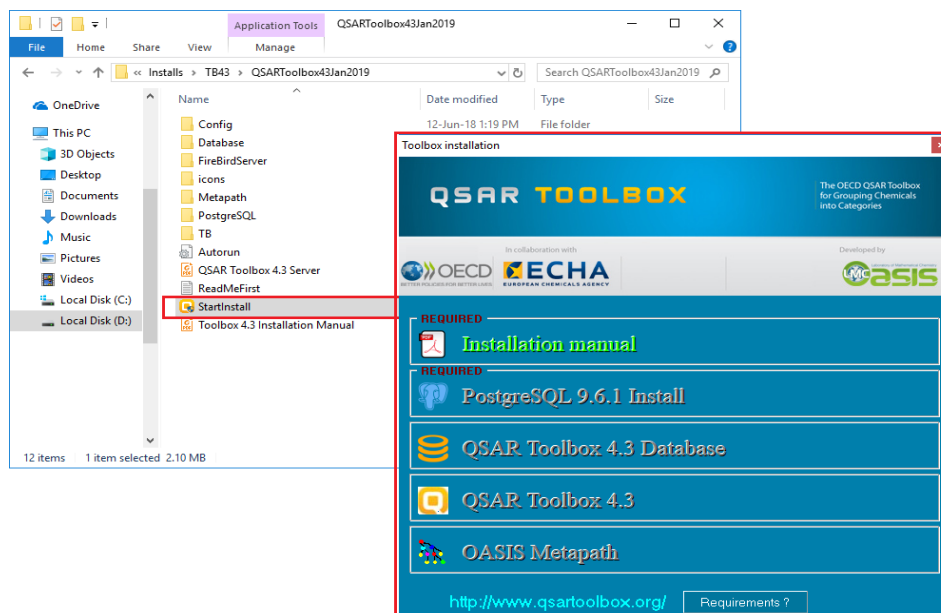 Application Tools
QSARToolbox43Jan2019
File
Home
Share
View
Manage
« Installs › TB43 › QSARToolbox43Jan2019
Search QSARToolbox43Jan2019
Name
Date modified
Type
Size
OneDrive
This PC
3D Objects
Desktop
Documents
Downloads
Music
Pictures
Videos
Local Disk (C:)
Local Disk (D:)
Config
12-Jun-18 1:19 PM
File folder
Database
FireBirdServer
icons
Metapath
PostgreSQL
TB
Autorun
QSAR Toolbox 4.3 Server
ReadMeFirst
StartInstall
Toolbox 4.3 Installation Manual
12 items
1 item selected 2.10 MB
Toolbox installation
QSAR TOOLBOX
The OECD QSAR Toolbox
for Grouping Chemicals
into Categories
In collaboration with
Developed by
OECD
BETTER POLICIES FOR BETTER LIVES
ECHA
EUROPEAN CHEMICALS AGENCY
Laboratory of Mathematical Chemistry
LMC
OASIS
REQUIRED
Installation manual
REQUIRED
PostgreSQL 9.6.1 Install
QSAR Toolbox 4.3 Database
QSAR Toolbox 4.3
OASIS Metapath
http://www.qsartoolbox.org/
Requirements ?